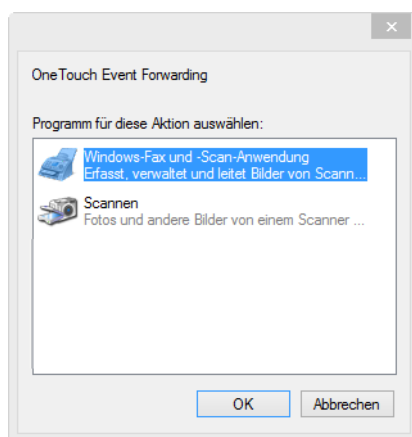 OneTouch Event Forwarding
Programm für diese Aktion auswählen:
Windows-Fax und -Scan-Anwendung
Erfasst, verwaltet und leitet Bilder von Scann...
Scannen
Fotos und andere Bilder von einem Scanner ...
OK Abbrechen